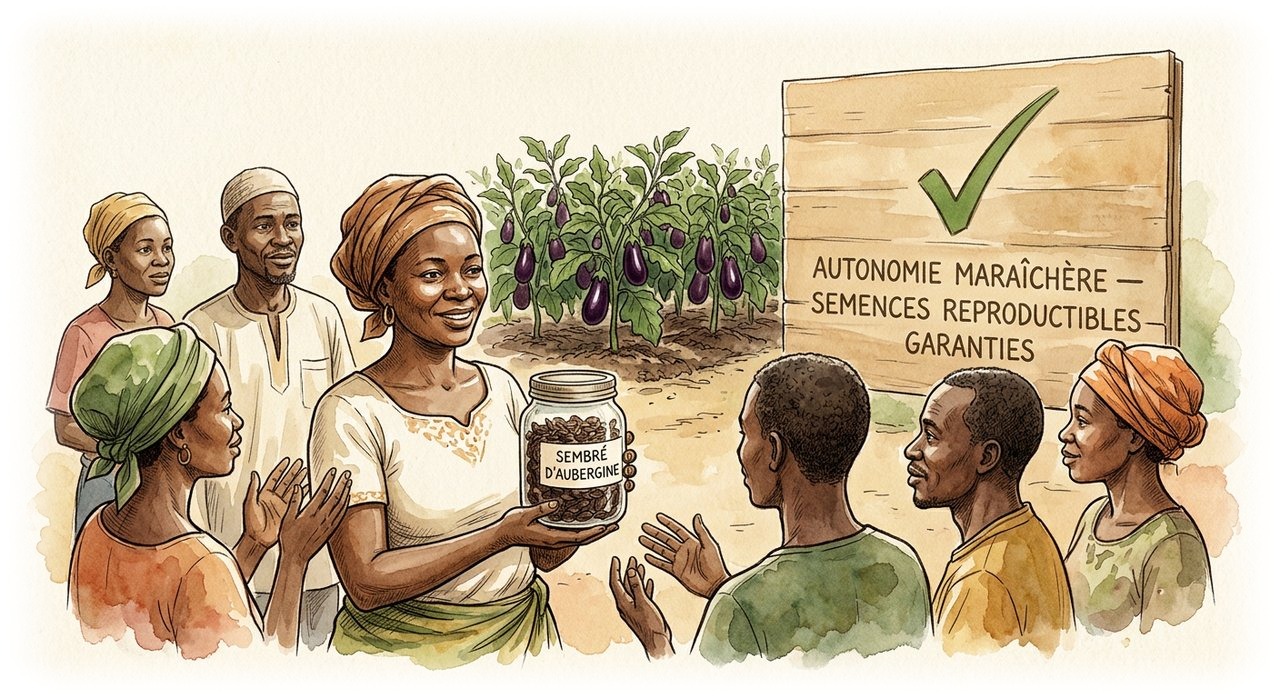 AUTONOMIE MARAÎCHÈRE —
SEMENCES REPRODUCTIBLES
GARANTIES
SEMBRÉ
D'AUBERGINE